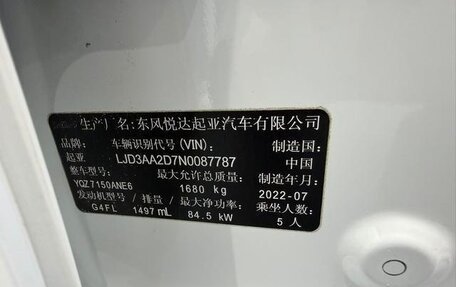 生产厂名:东风悦达起亚汽车有限公司
品牌: 车辆识别代号(VIN): 制造国:
起亚 LJD3AA2D7N0087787 中国
整车型号: 最大允许总质量: 制造年月:
YQZ7150ANE6 1680 kg 2022-07
发动机型号/排量/最大净功率: 乘坐人数:
G4FL 1497 mL 84.5 kW 5 人